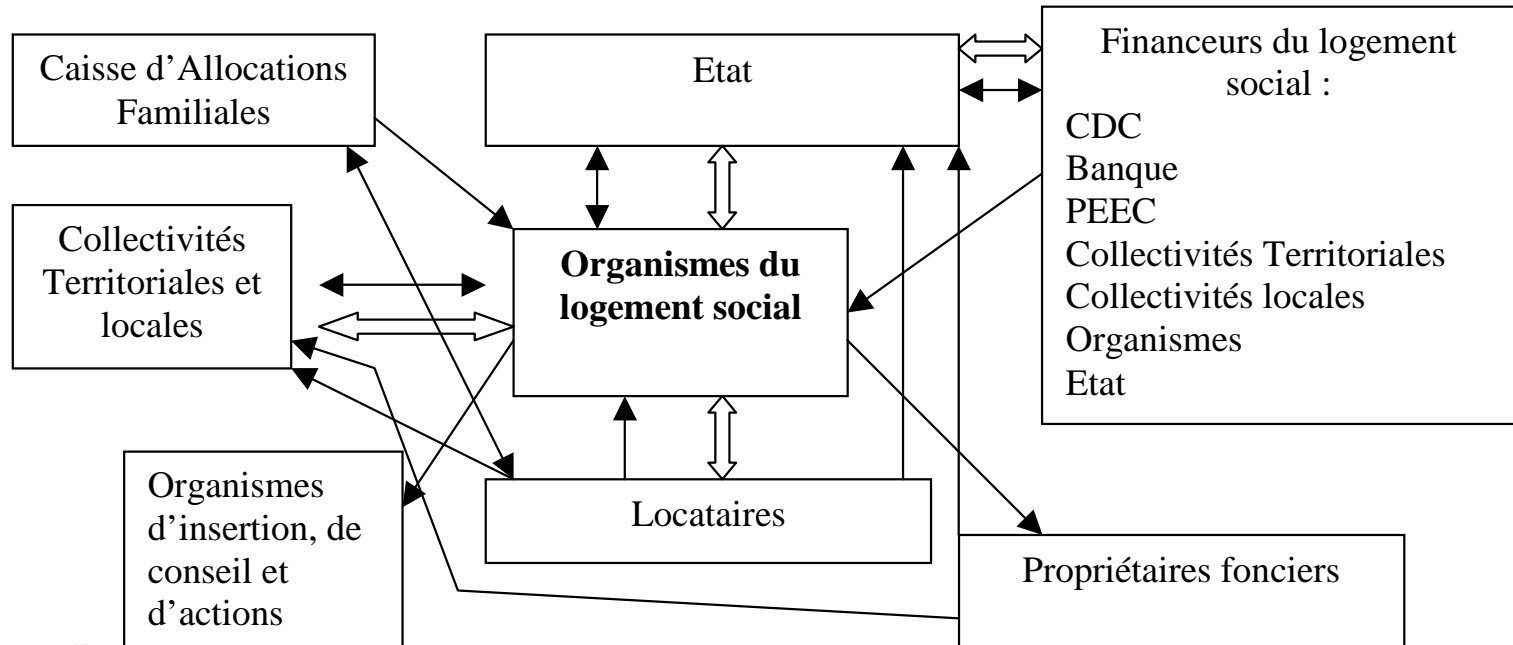 Caisse d’Allocations
Familiales
Etat
Financeurs du logement
social :
CDC
Banque
PEEC
Collectivités Territoriales
Collectivités locales
Organismes
Etat
Collectivités
Territoriales et
locales
Organismes du
logement social
Organismes
d’insertion, de
conseil et
d’actions
Locataires
Propriétaires fonciers